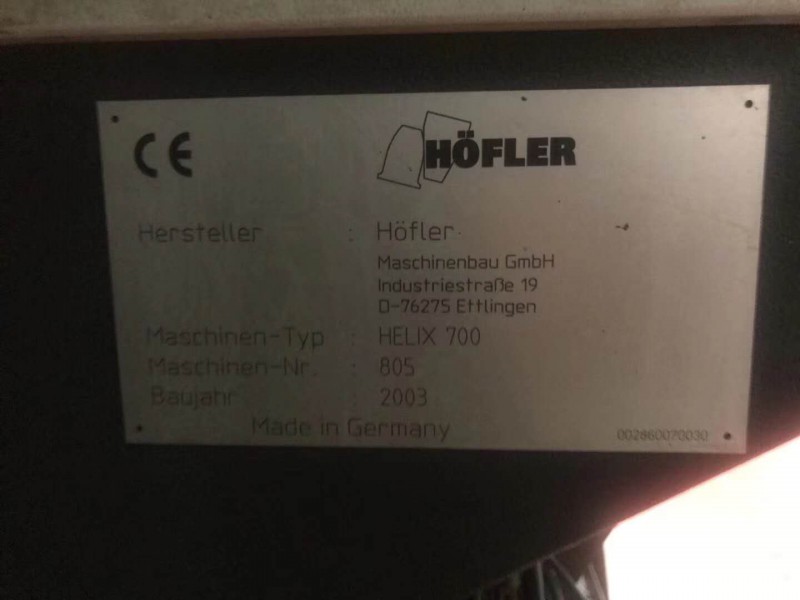 CE
HÖFLER
Hersteller : Höfler
Maschinenbau GmbH
Industriestraße 19
D-76275 Ettlingen
Maschinen-Typ : HELIX 700
Maschinen-Nr. : 805
Baujahr : 2003
Made in Germany
002860070030